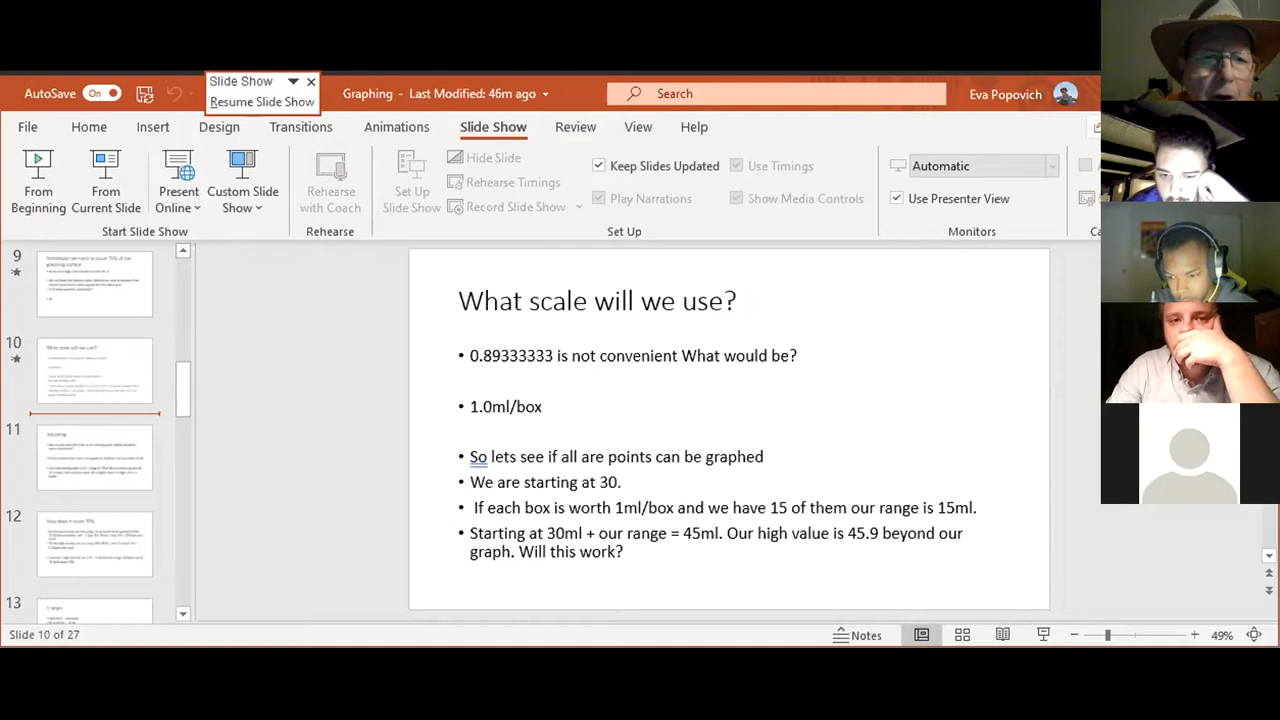 AutoSave On
Slide Show
Resume Slide Show
Graphing - Last Modified: 46m ago
Search
Eva Popovich
File Home Insert Design Transitions Animations Slide Show Review View Help
From Beginning
From Current Slide
Present Online
Custom Slide Show
Start Slide Show
Rehearse with Coach
Rehearse
Set Up Slide Show
Hide Slide
Rehearse Timings
Record Slide Show
Keep Slides Updated
Play Narrations
Use Timings
Show Media Controls
Set Up
Automatic
Use Presenter View
Monitors
9
10
What scale will we use?
11
12
13
What scale will we use?
• 0.89333333 is not convenient What would be?
• 1.0ml/box
• So lets see if all are points can be graphed
• We are starting at 30.
• If each box is worth 1ml/box and we have 15 of them our range is 15ml.
• Starting at 30ml + our range = 45ml. Our high value is 45.9 beyond our
graph. Will this work?
Slide 10 of 27
Notes
49%